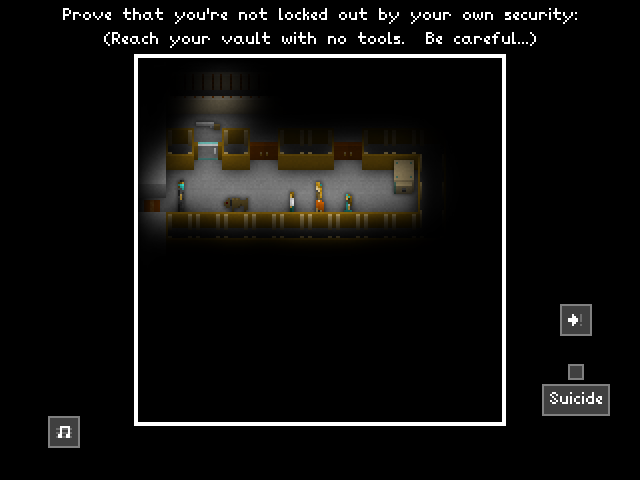 Prove that you're not locked out by your own security:
(Reach your vault with no tools.  Be careful...)
Suicide